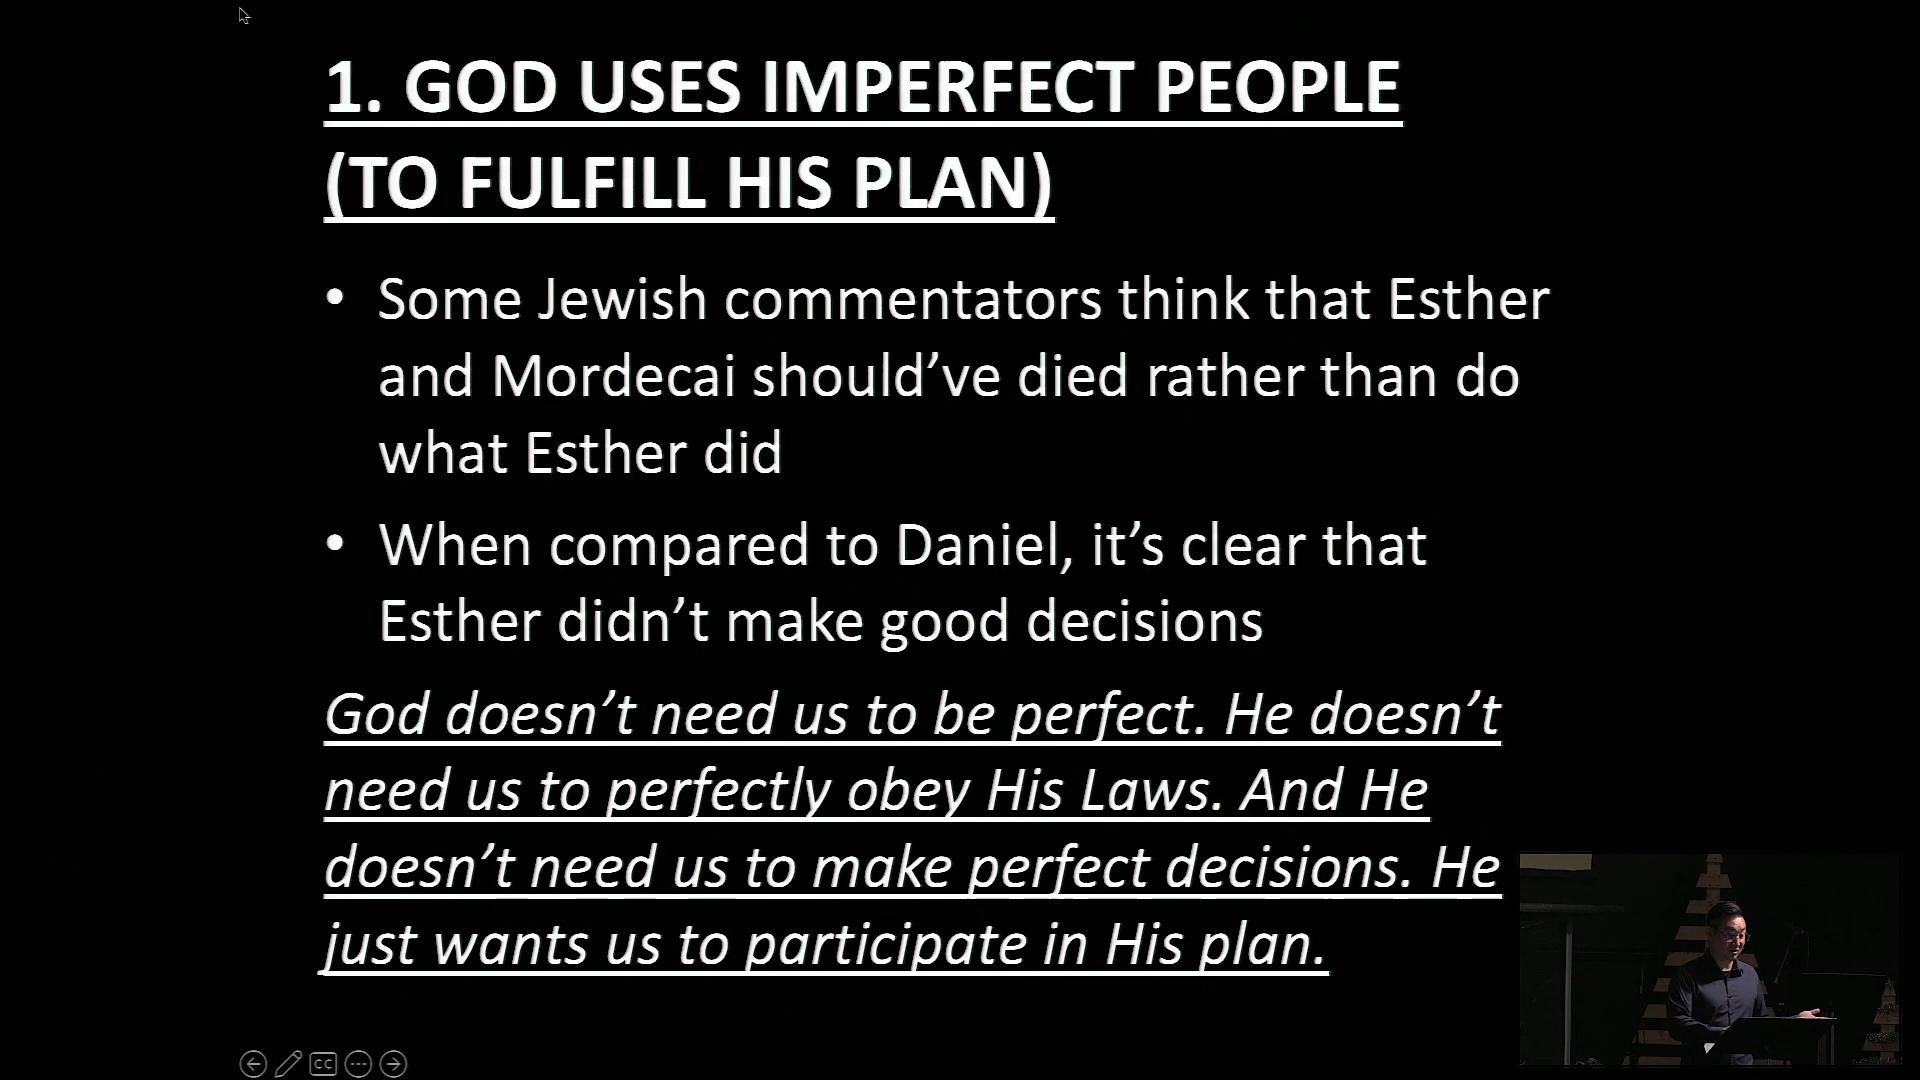 1. GOD USES IMPERFECT PEOPLE
(TO FULFILL HIS PLAN)
• Some Jewish commentators think that Esther
and Mordecai should’ve died rather than do
what Esther did
• When compared to Daniel, it’s clear that
Esther didn’t make good decisions
God doesn’t need us to be perfect. He doesn’t
need us to perfectly obey His Laws. And He
doesn’t need us to make perfect decisions. He
just wants us to participate in His plan.
CC